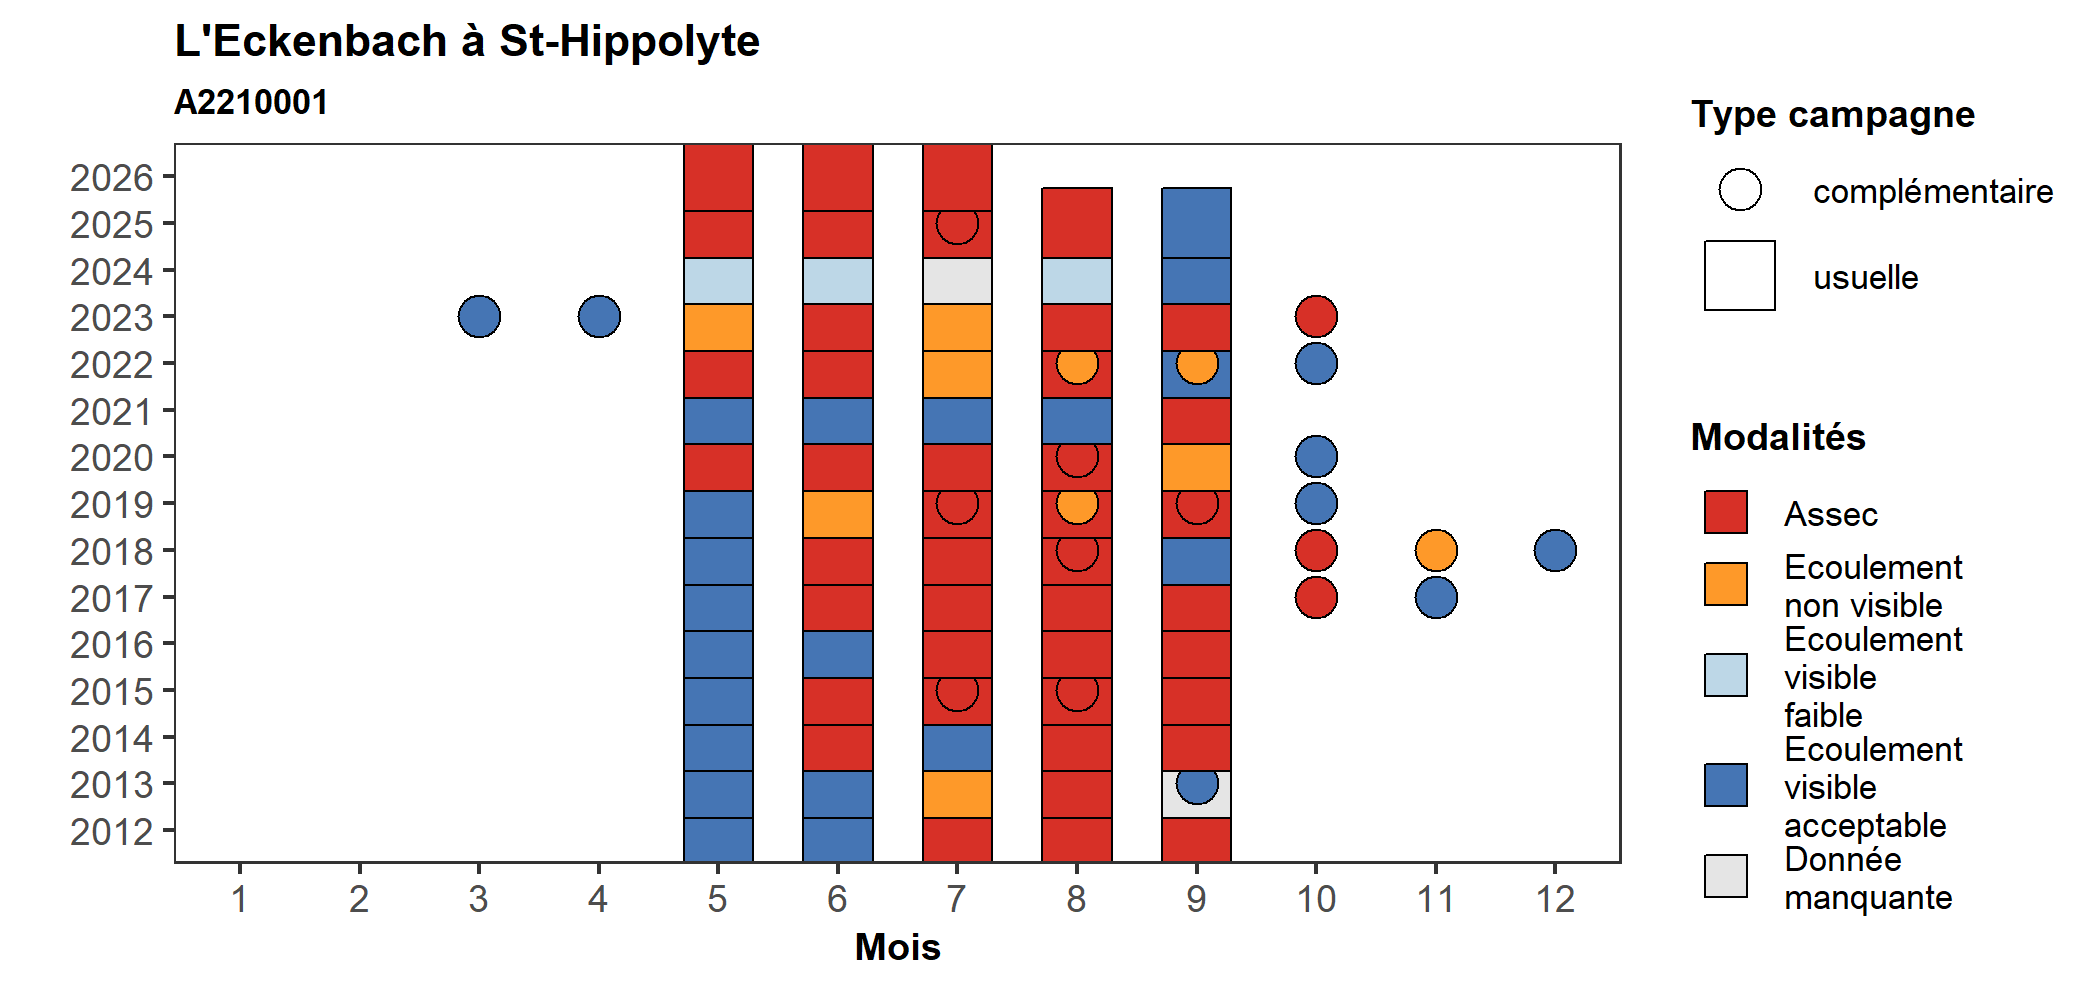 L'Eckenbach à St-Hippolyte
A2210001
2026
2025
2024
2023
2022
2021
2020
2019
2018
2017
2016
2015
2014
2013
2012
1 2 3 4 5 6 7 8 9 10 11 12
Mois
Type campagne
complémentaire
usuelle
Modalités
Assec
Ecoulement
non visible
Ecoulement
visible
faible
Ecoulement
visible
acceptable
Donnée
manquante